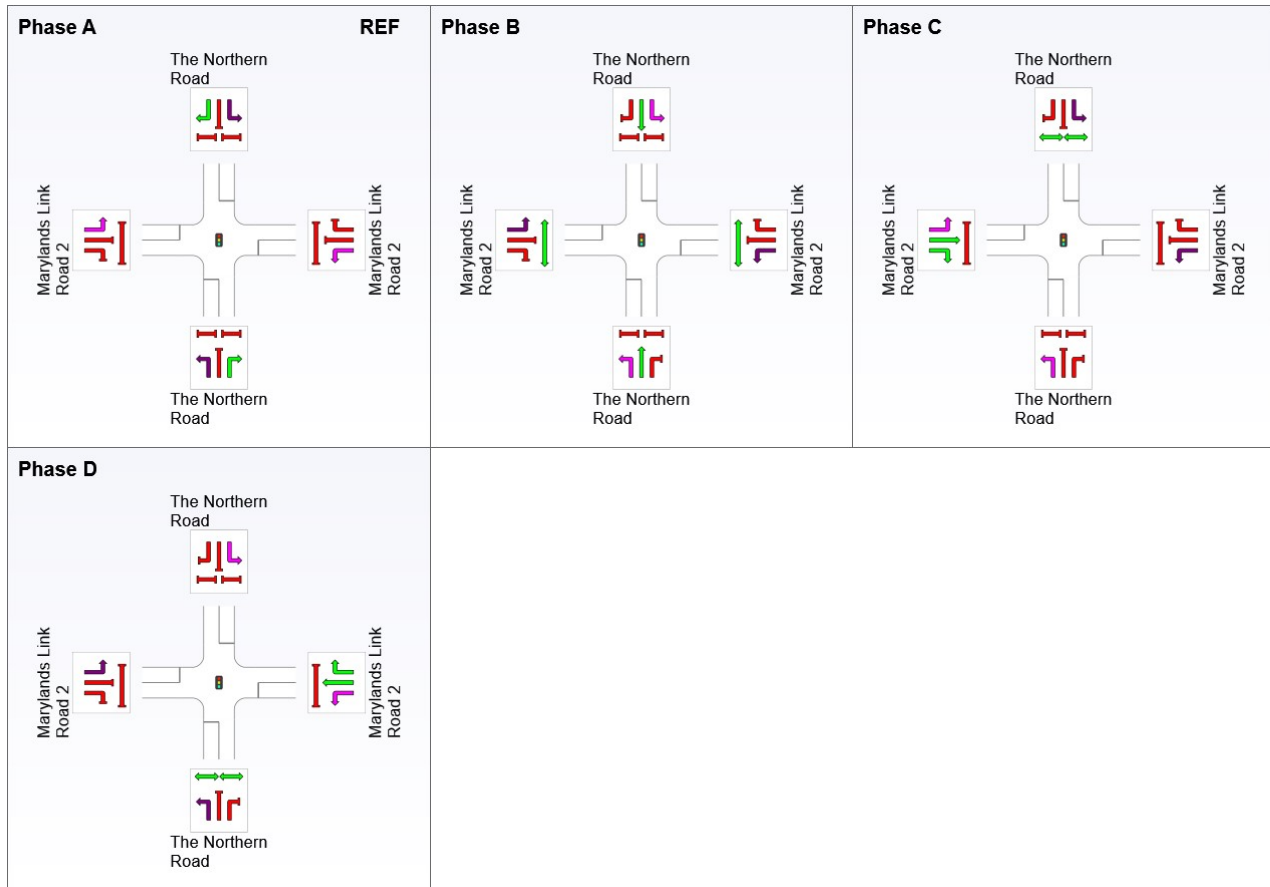 Phase A
REF
The Northern
Road
Marylands Link
Road 2
Marylands Link
Road 2
The Northern
Road
Phase B
The Northern
Road
Marylands Link
Road 2
Marylands Link
Road 2
The Northern
Road
Phase C
The Northern
Road
Marylands Link
Road 2
Marylands Link
Road 2
The Northern
Road
Phase D
The Northern
Road
Marylands Link
Road 2
Marylands Link
Road 2
The Northern
Road